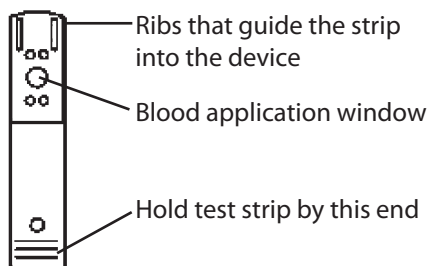 Ribs that guide the strip
into the device
Blood application window
Hold test strip by this end